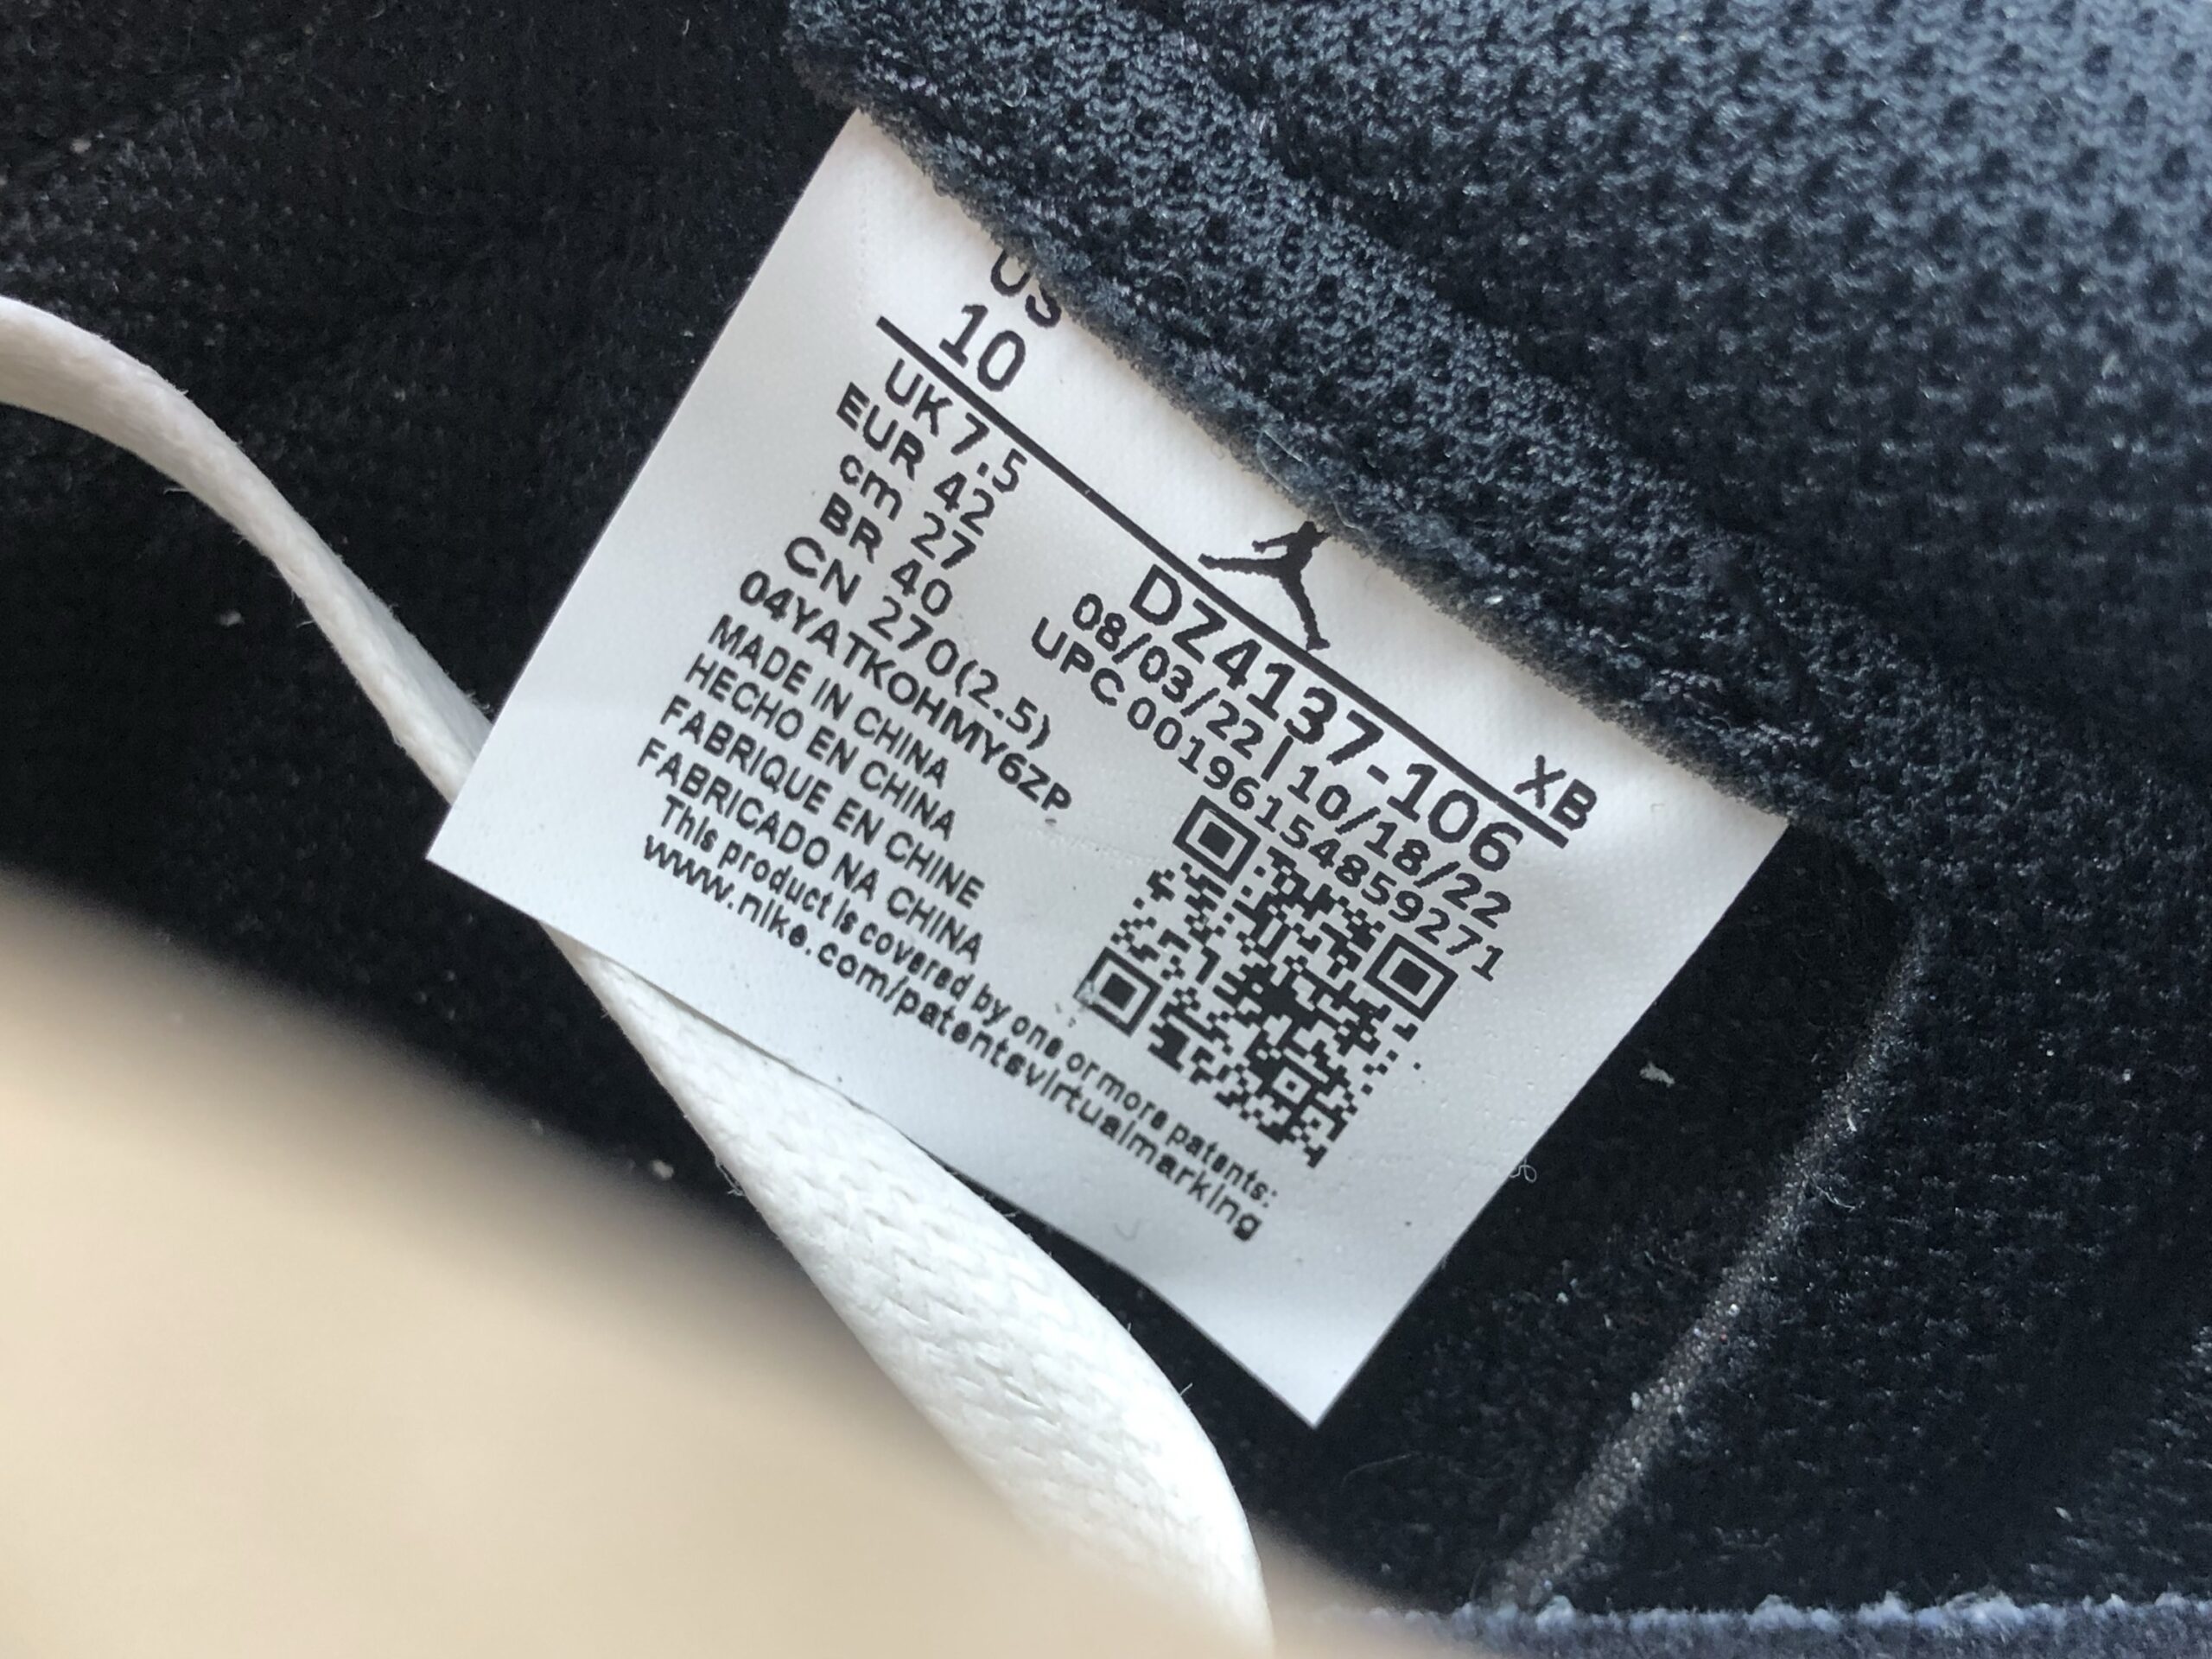 US
10
XB
UK 7.5
EUR 42
cm 27
BR 40
CN 270(2.5)
04YATKOHMY6ZP
MADE IN CHINA
HECHO EN CHINA
FABRIQUE EN CHINE
FABRICADO NA CHINA
This product is covered by one or more patents:
www.nike.com/patentsvirtualmarking
DZ4137-106
08/03/22 | 10/18/22
UPC 00196154859271